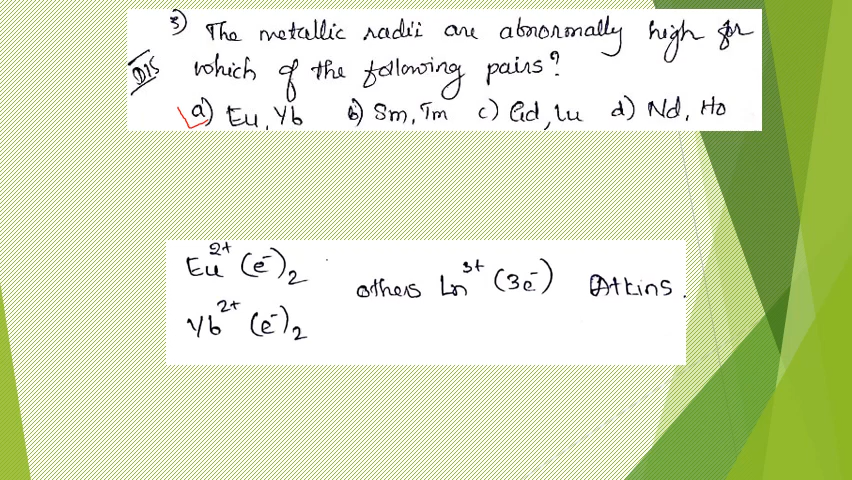 3) The metallic radii are abnormally high for
D15 which of the following pairs?
a) Eu, Yb b) Sm, Tm c) Gd, Lu d) Nd, Ho
Eu²⁺ (e⁻)₂
others Ln³⁺ (3e⁻) Atkins.
Yb²⁺ (e⁻)₂